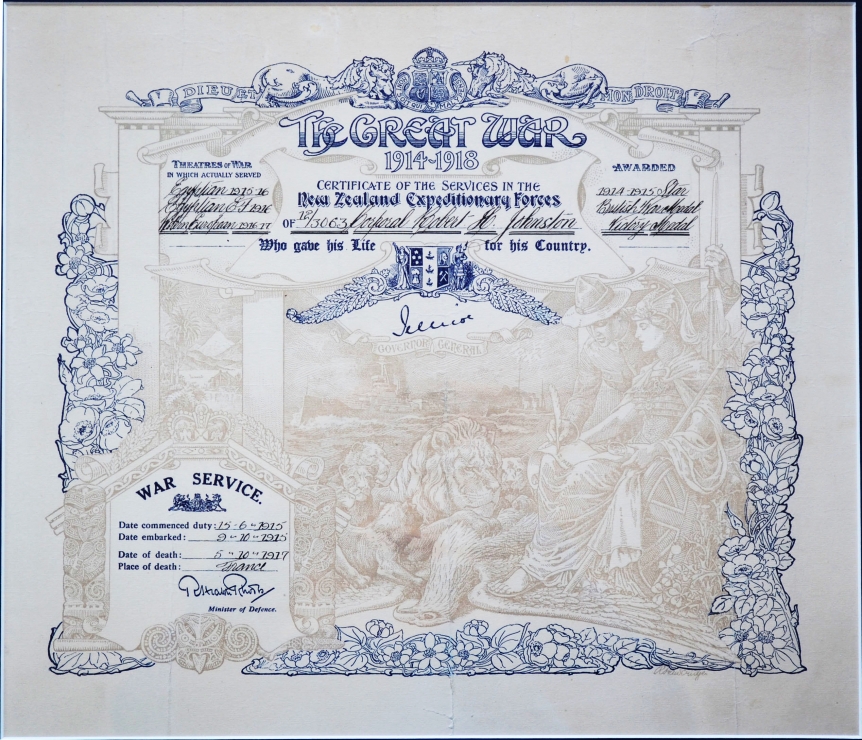 DIEU ET MON DROIT
The GREAT WAR
1914-1918
THEATRES OF WAR
IN WHICH ACTUALLY SERVED
Egyptian 1915-16
Egyptian E.F. 1916
Western European 1916-17
AWARDED
1914-1915 Star
British War Medal
Victory Medal
CERTIFICATE OF THE SERVICES IN THE
New Zealand Expeditionary Forces
OF 12/3063 Corporal Robert H. Johnston
Who gave his Life for his Country.
Jellicoe
GOVERNOR GENERAL
WAR SERVICE.
Date commenced duty: 15-6-1915
Date embarked: 9-10-1915
Date of death: 5-10-1917
Place of death: France
Minister of Defence.